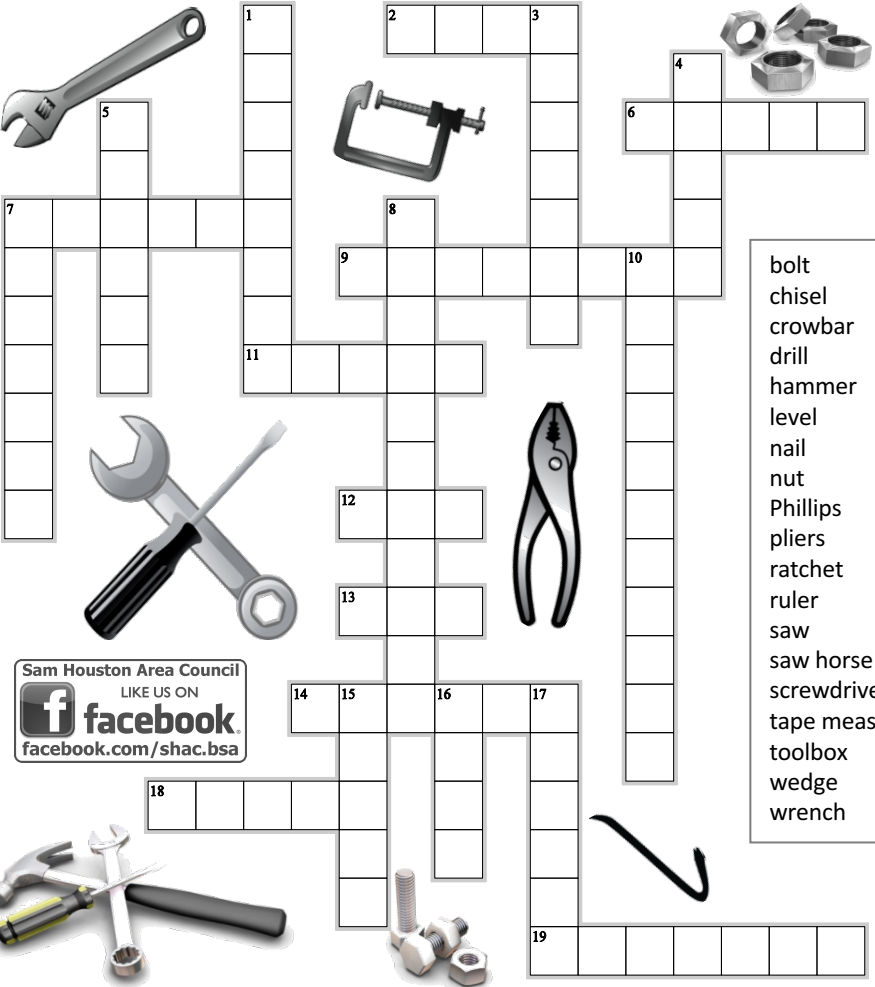 1
2
3
4
5
6
7
8
9
10
11
12
13
14
15
16
17
18
19
bolt
chisel
crowbar
drill
hammer
level
nail
nut
Phillips
pliers
ratchet
ruler
saw
saw horse
screwdrive
tape meas
toolbox
wedge
wrench
Sam Houston Area Council
f
LIKE US ON
facebook.
facebook.com/shac.bsa